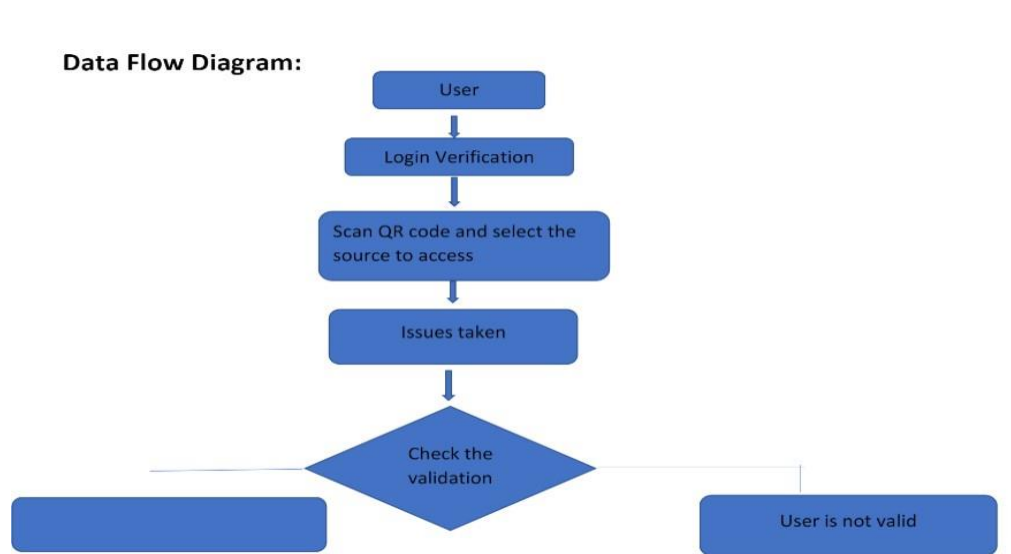 Data Flow Diagram:
User
Login Verification
Scan QR code and select the
source to access
Issues taken
Check the
validation
User is not valid